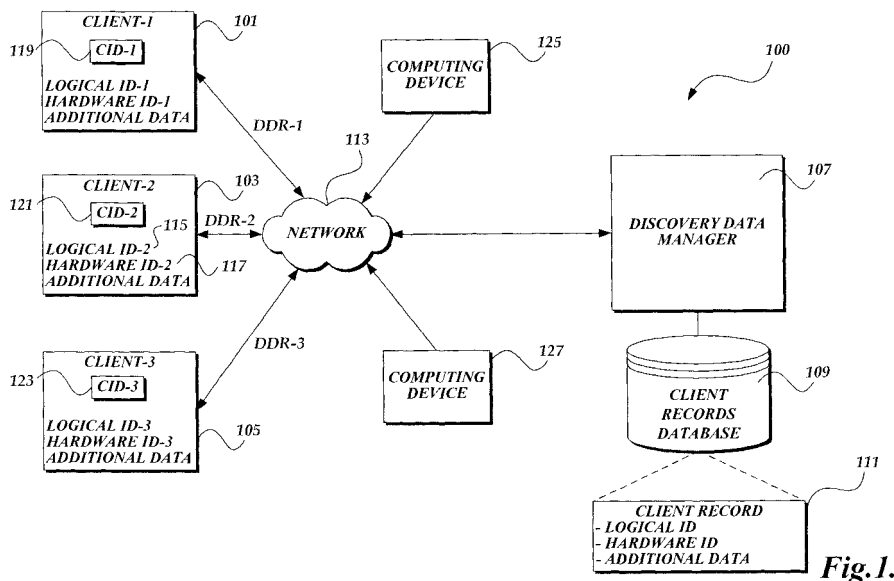 CLIENT-1
101
119
CID-1
LOGICAL ID-1
HARDWARE ID-1
ADDITIONAL DATA
DDR-1
COMPUTING
DEVICE
125
100
CLIENT-2
103
121
CID-2
115
LOGICAL ID-2
HARDWARE ID-2
117
ADDITIONAL DATA
DDR-2
113
NETWORK
107
DISCOVERY DATA
MANAGER
CLIENT-3
123
CID-3
LOGICAL ID-3
HARDWARE ID-3
105
ADDITIONAL DATA
DDR-3
COMPUTING
DEVICE
127
109
CLIENT
RECORDS
DATABASE
111
CLIENT RECORD
- LOGICAL ID
- HARDWARE ID
- ADDITIONAL DATA
Fig.1.